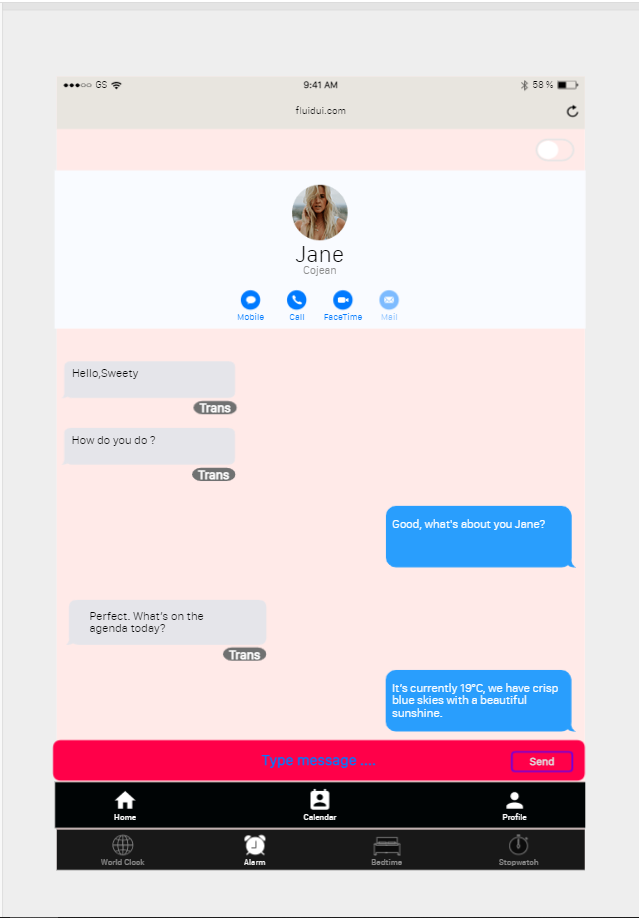 GS 9:41 AM 58 %
fluidui.com
Jane
Cojean
Mobile Call FaceTime Mail
Hello,Sweety
Trans
How do you do ?
Trans
Good, what's about you Jane?
Perfect. What's on the
agenda today?
Trans
It's currently 19°C, we have crisp
blue skies with a beautiful
sunshine.
Type message .... Send
Home Calendar Profile
World Clock Alarm Bedtime Stopwatch